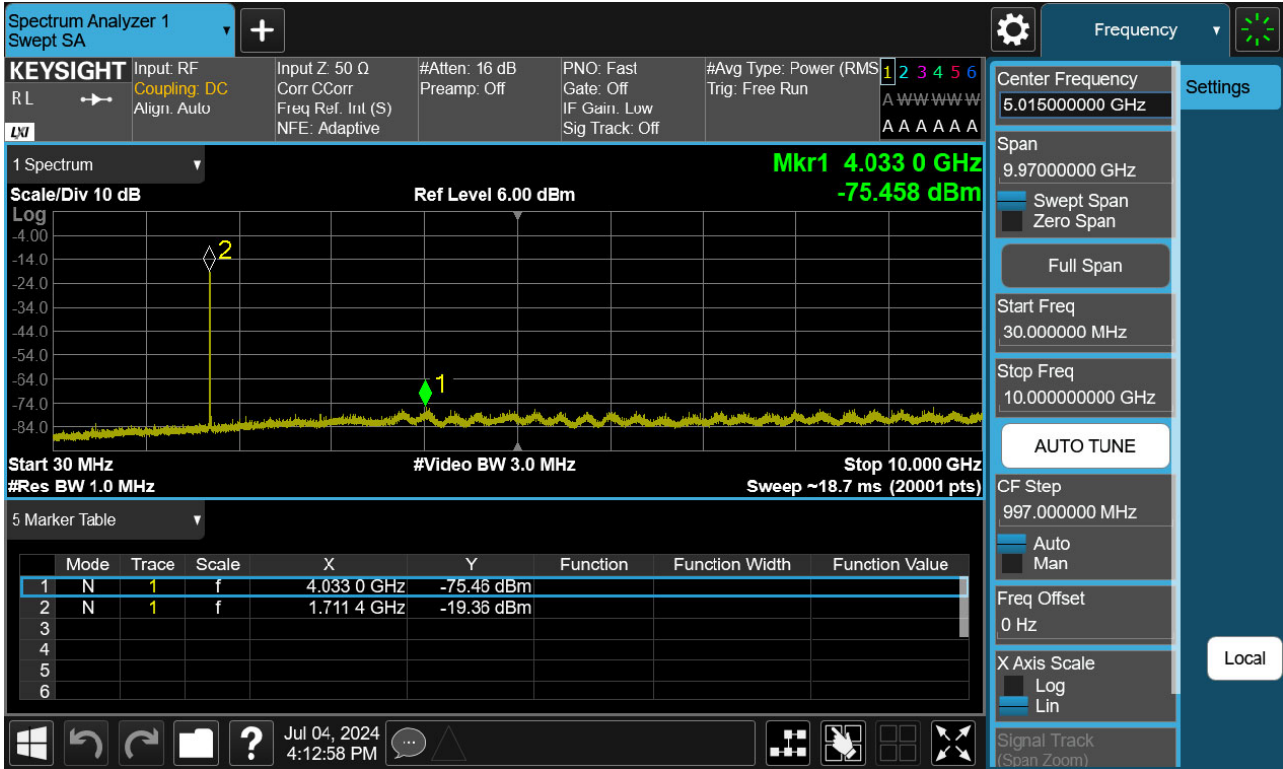 Spectrum Analyzer 1
Swept SA
+
Frequency
KEYSIGHT
RL
LXI
Input: RF
Coupling: DC
Align: Auto
Input Z: 50 Ω
Corr CCorr
Freq Ref: Int (S)
NFE: Adaptive
#Atten: 16 dB
Preamp: Off
PNO: Fast
Gate: Off
IF Gain: Low
Sig Track: Off
#Avg Type: Power (RMS
Trig: Free Run
1 2 3 4 5 6
A W W W W W
A A A A A A
1 Spectrum
Mkr1 4.033 0 GHz
Scale/Div 10 dB
Ref Level 6.00 dBm
-75.458 dBm
Log
-4.00
-14.0
-24.0
-34.0
-44.0
-54.0
-64.0
-74.0
-84.0
2
1
Start 30 MHz
#Video BW 3.0 MHz
Stop 10.000 GHz
#Res BW 1.0 MHz
Sweep ~18.7 ms (20001 pts)
5 Marker Table
Mode Trace Scale X Y Function Function Width Function Value
1 N 1 f 4.033 0 GHz -75.46 dBm
2 N 1 f 1.711 4 GHz -19.36 dBm
3
4
5
6
?
Jul 04, 2024
4:12:58 PM
Center Frequency
5.015000000 GHz
Settings
Span
9.97000000 GHz
Swept Span
Zero Span
Full Span
Start Freq
30.000000 MHz
Stop Freq
10.000000000 GHz
AUTO TUNE
CF Step
997.000000 MHz
Auto
Man
Freq Offset
0 Hz
X Axis Scale
Log
Lin
Local
Signal Track
(Span Zoom)